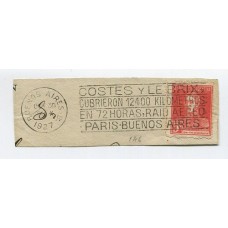 BUENOS AIRES
1927
COSTES Y LE BRIX
CUBRIERON 12400 KILOMETROS
EN 72 HORAS. RAID AEREO
PARIS-BUENOS AIRES